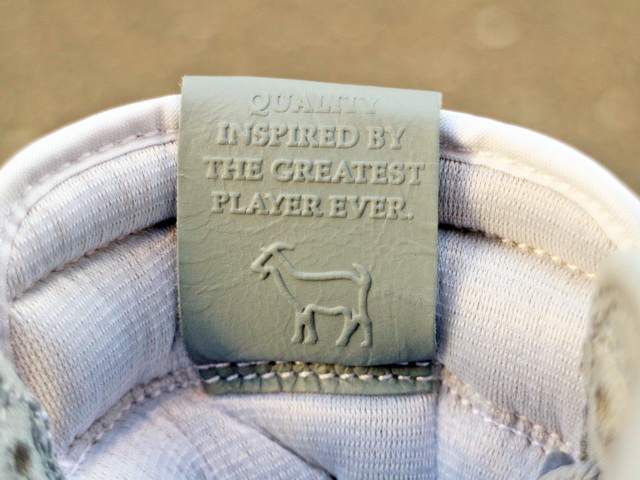 QUALITY
INSPIRED BY
THE GREATEST
PLAYER EVER.